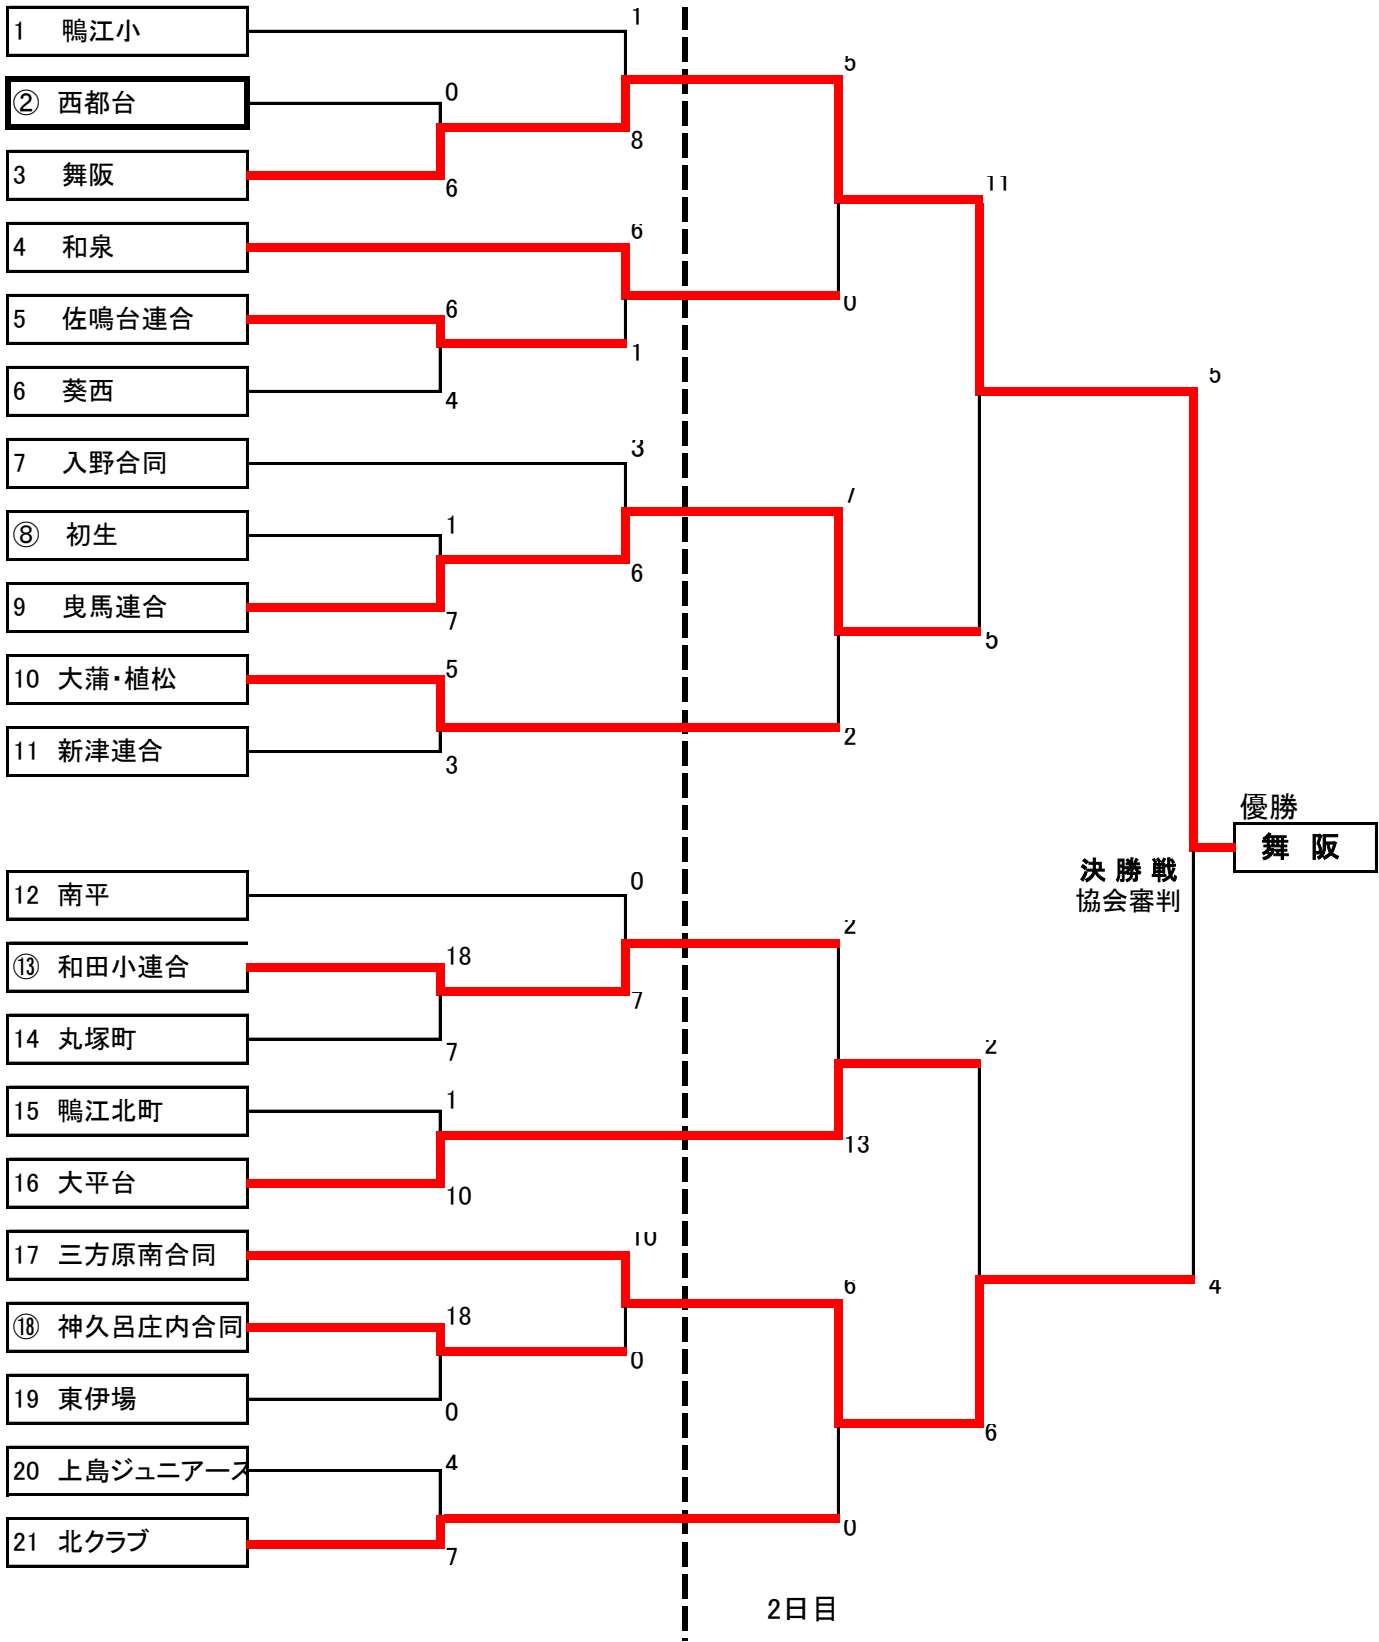 1 鴨江小
1
5
② 西都台
0
8
3 舞阪
6
11
4 和泉
6
5 佐鳴台連合
6
0
1
6 葵西
4
5
7 入野合同
3
7
⑧ 初生
1
6
9 曳馬連合
7
5
10 大蒲・植松
5
2
11 新津連合
3
優勝
舞 阪
決 勝 戦
協会審判
12 南平
0
2
⑬ 和田小連合
18
7
14 丸塚町
7
2
15 鴨江北町
1
13
16 大平台
10
17 三方原南合同
10
6
4
⑱ 神久呂庄内合同
18
0
19 東伊場
0
6
20 上島ジュニアーズ
4
0
21 北クラブ
7
2日目